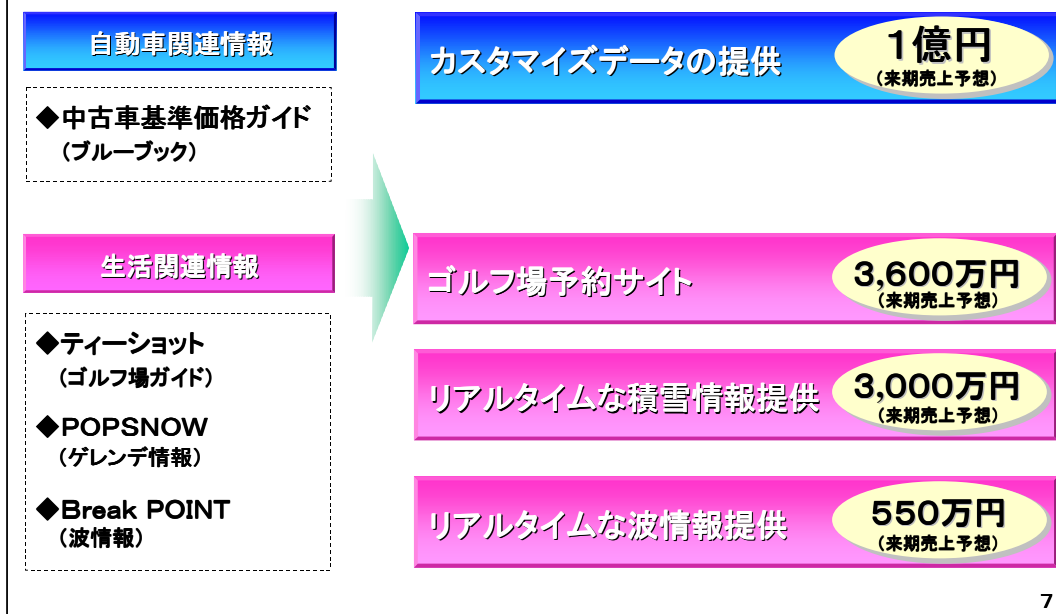 自動車関連情報
◆中古車基準価格ガイド
(ブルーブック)
カスタマイズデータの提供
1億円
(来期売上予想)
生活関連情報
◆ティーショット
(ゴルフ場ガイド)
◆POPSNOW
(ゲレンデ情報)
◆Break POINT
(波情報)
ゴルフ場予約サイト
3,600万円
(来期売上予想)
リアルタイムな積雪情報提供
3,000万円
(来期売上予想)
リアルタイムな波情報提供
550万円
(来期売上予想)
7